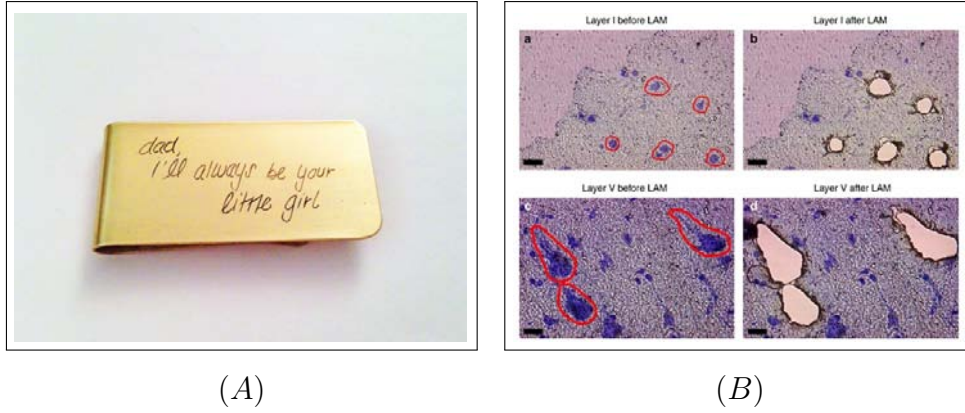 dad,
i'll always be your
little girl
Layer I before LAM
Layer I after LAM
a
b
Layer V before LAM
Layer V after LAM
c
d
(A)
(B)